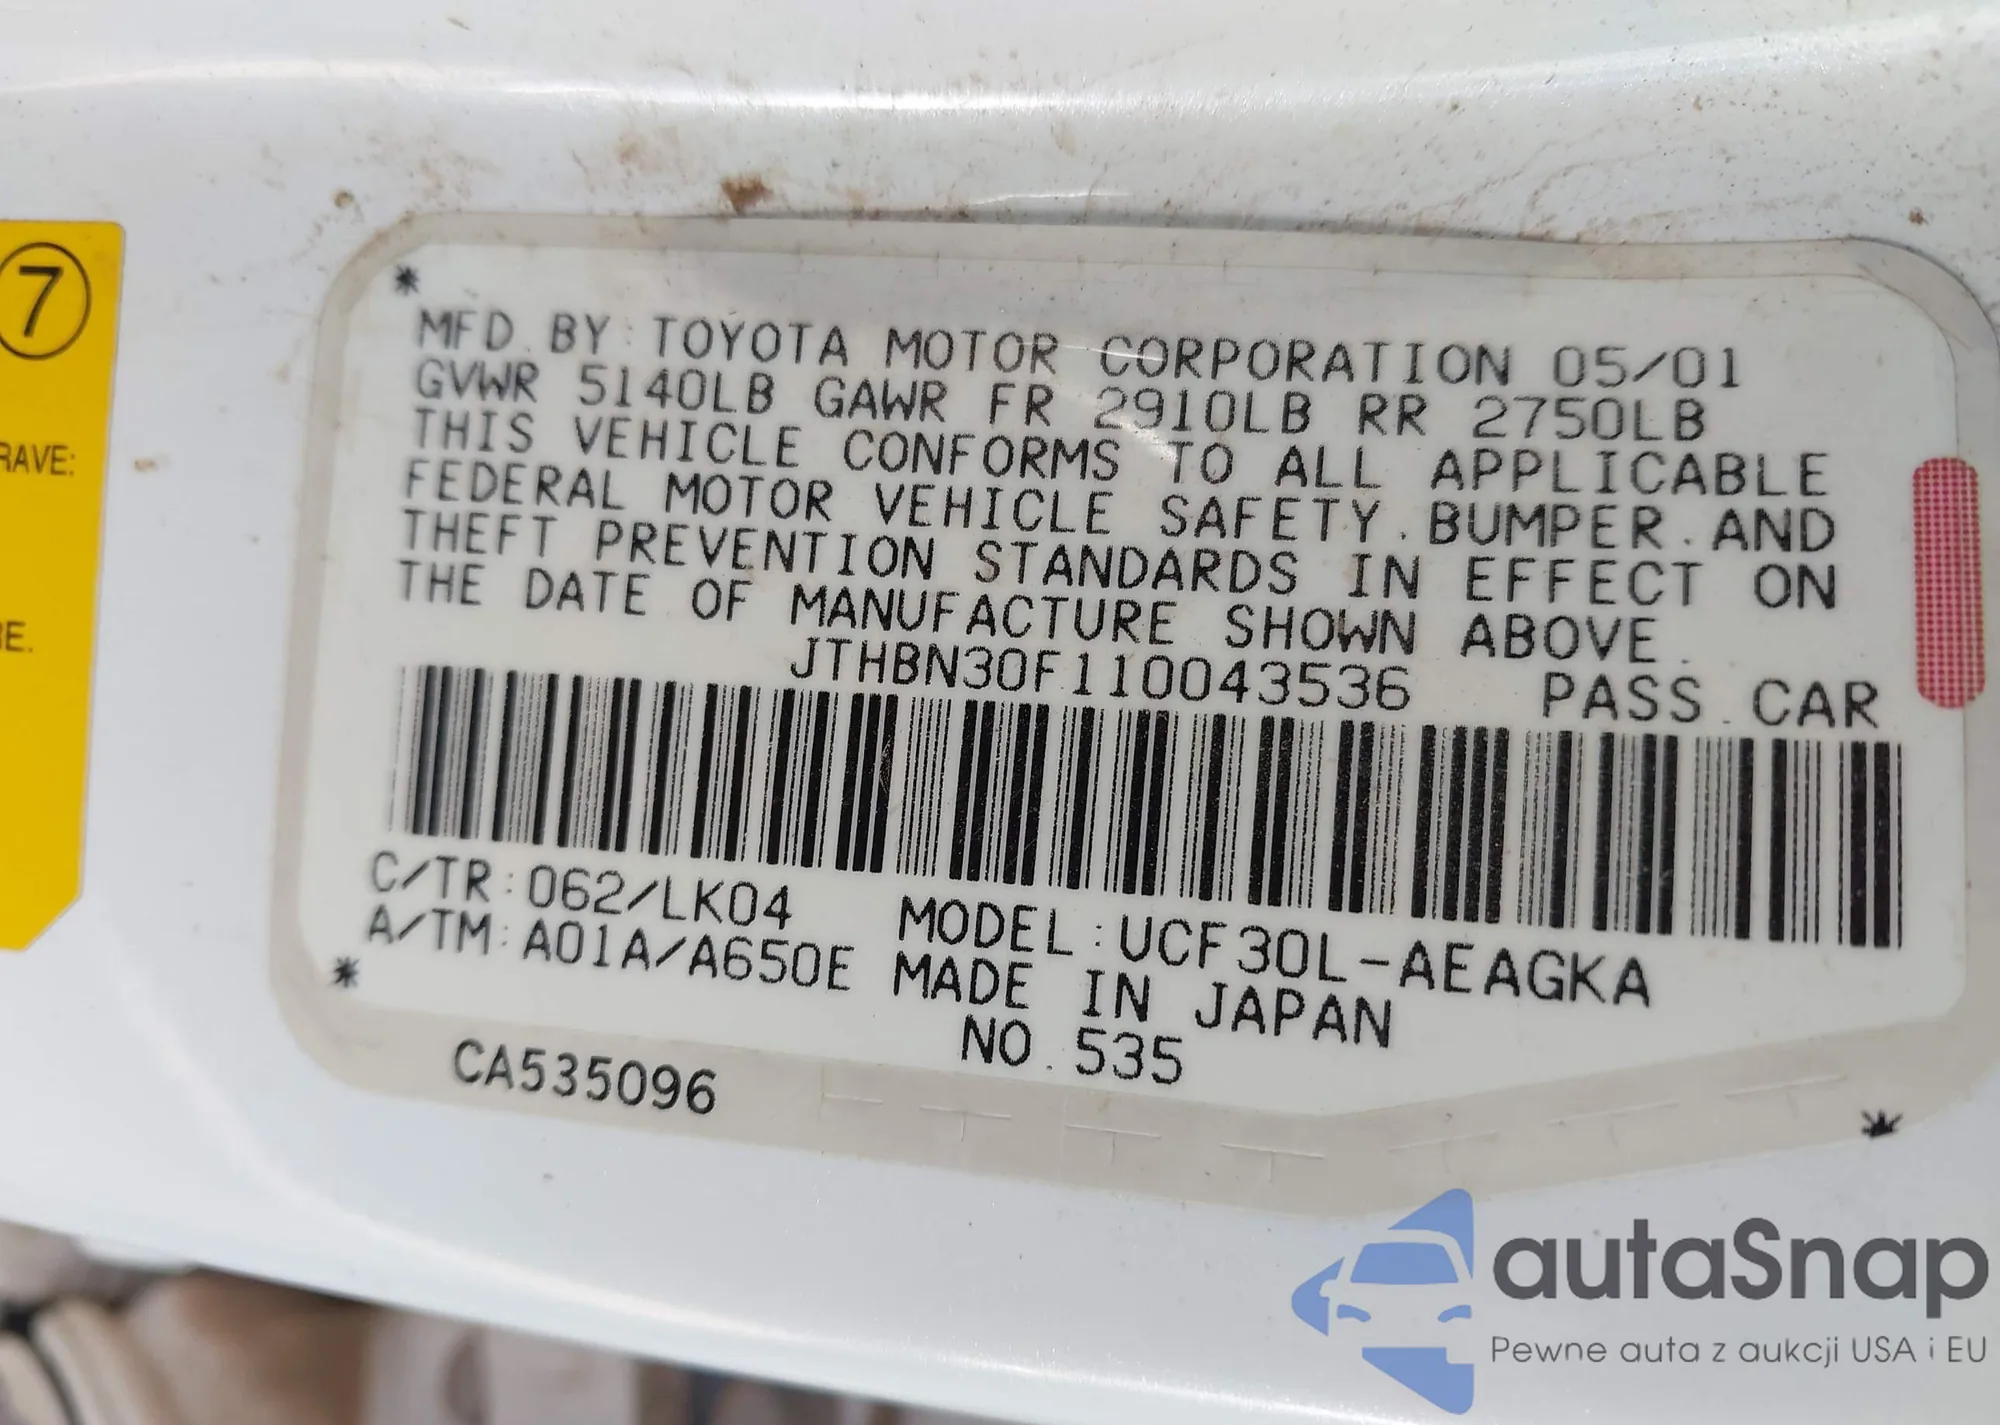 7
RAVE:
RE.
MFD. BY: TOYOTA MOTOR CORPORATION 05/01
GVWR 5140LB GAWR FR 2910LB RR 2750LB
THIS VEHICLE CONFORMS TO ALL APPLICABLE
FEDERAL MOTOR VEHICLE SAFETY. BUMPER. AND
THEFT PREVENTION STANDARDS IN EFFECT ON
THE DATE OF MANUFACTURE SHOWN ABOVE.
JTHBN30F110043536 PASS. CAR
C/TR: 062/LK04 MODEL: UCF30L-AEAGKA
A/TM: A01A/A650E MADE IN JAPAN
NO. 535
CA535096
autaSnap
Pewne auta z aukcji USA i EU